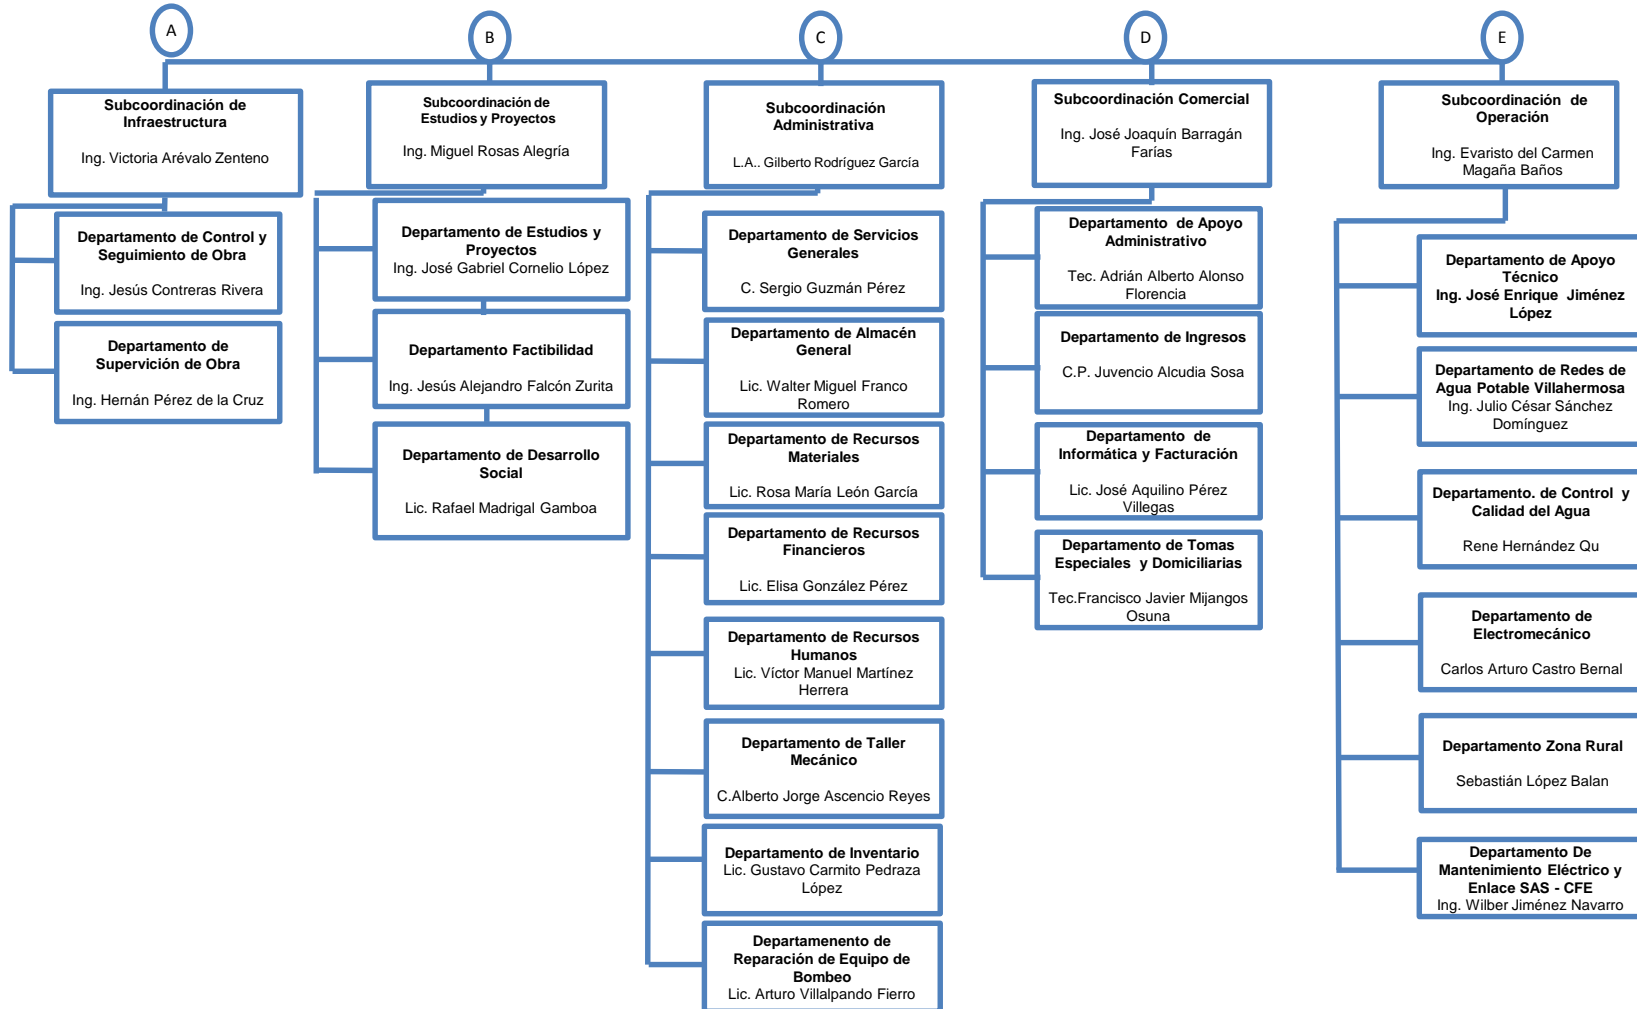 A
B
C
D
E
Subcoordinación de
Infraestructura
Ing. Victoria Arévalo Zenteno
Departamento de Control y
Seguimiento de Obra
Ing. Jesús Contreras Rivera
Departamento de
Supervición de Obra
Ing. Hernán Pérez de la Cruz
Subcoordinación de
Estudios y Proyectos
Ing. Miguel Rosas Alegría
Departamento de Estudios y
Proyectos
Ing. José Gabriel Cornelio López
Departamento Factibilidad
Ing. Jesús Alejandro Falcón Zurita
Departamento de Desarrollo
Social
Lic. Rafael Madrigal Gamboa
Subcoordinación
Administrativa
L.A.. Gilberto Rodríguez García
Departamento de Servicios
Generales
C. Sergio Guzmán Pérez
Departamento de Almacén
General
Lic. Walter Miguel Franco
Romero
Departamento de Recursos
Materiales
Lic. Rosa María León García
Departamento de Recursos
Financieros
Lic. Elisa González Pérez
Departamento de Recursos
Humanos
Lic. Víctor Manuel Martínez
Herrera
Departamento de Taller
Mecánico
C.Alberto Jorge Ascencio Reyes
Departamento de Inventario
Lic. Gustavo Carmito Pedraza
López
Departamenento de
Reparación de Equipo de
Bombeo
Lic. Arturo Villalpando Fierro
Subcoordinación Comercial
Ing. José Joaquín Barragán
Farías
Departamento de Apoyo
Administrativo
Tec. Adrián Alberto Alonso
Florencia
Departamento de Ingresos
C.P. Juvencio Alcudia Sosa
Departamento de
Informática y Facturación
Lic. José Aquilino Pérez
Villegas
Departamento de Tomas
Especiales y Domiciliarias
Tec.Francisco Javier Mijangos
Osuna
Subcoordinación de
Operación
Ing. Evaristo del Carmen
Magaña Baños
Departamento de Apoyo
Técnico
Ing. José Enrique Jiménez
López
Departamento de Redes de
Agua Potable Villahermosa
Ing. Julio César Sánchez
Domínguez
Departamento. de Control y
Calidad del Agua
Rene Hernández Qu
Departamento de
Electromecánico
Carlos Arturo Castro Bernal
Departamento Zona Rural
Sebastián López Balan
Departamento De
Mantenimiento Eléctrico y
Enlace SAS - CFE
Ing. Wilber Jiménez Navarro